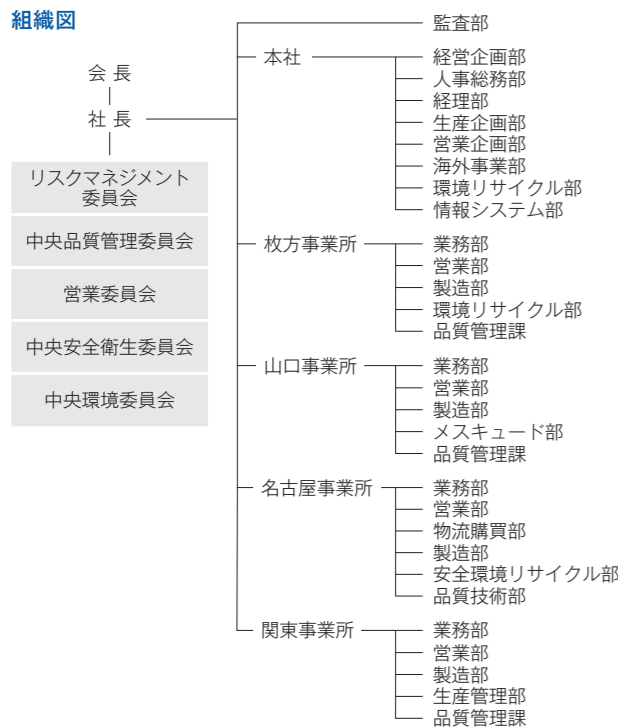 組織図
会 長
社 長
リスクマネジメント
委員会
中央品質管理委員会
営業委員会
中央安全衛生委員会
中央環境委員会
監査部
本社
経営企画部
人事総務部
経理部
生産企画部
営業企画部
海外事業部
環境リサイクル部
情報システム部
枚方事業所
業務部
営業部
製造部
環境リサイクル部
品質管理課
山口事業所
業務部
営業部
製造部
メスキュード部
品質管理課
名古屋事業所
業務部
営業部
物流購買部
製造部
安全環境リサイクル部
品質技術部
関東事業所
業務部
営業部
製造部
生産管理部
品質管理課